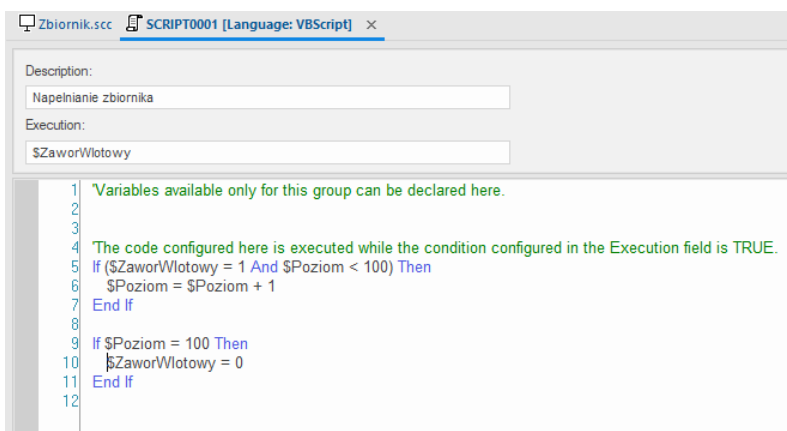 Zbiornik.scc SCRIPT0001 [Language: VBScript] ×
Description:
Napelnianie zbiornika
Execution:
$ZaworWlotowy
1 'Variables available only for this group can be declared here.
2
3
4 'The code configured here is executed while the condition configured in the Execution field is TRUE.
5 If ($ZaworWlotowy = 1 And $Poziom < 100) Then
6 $Poziom = $Poziom + 1
7 End If
8
9 If $Poziom = 100 Then
10 $ZaworWlotowy = 0
11 End If
12